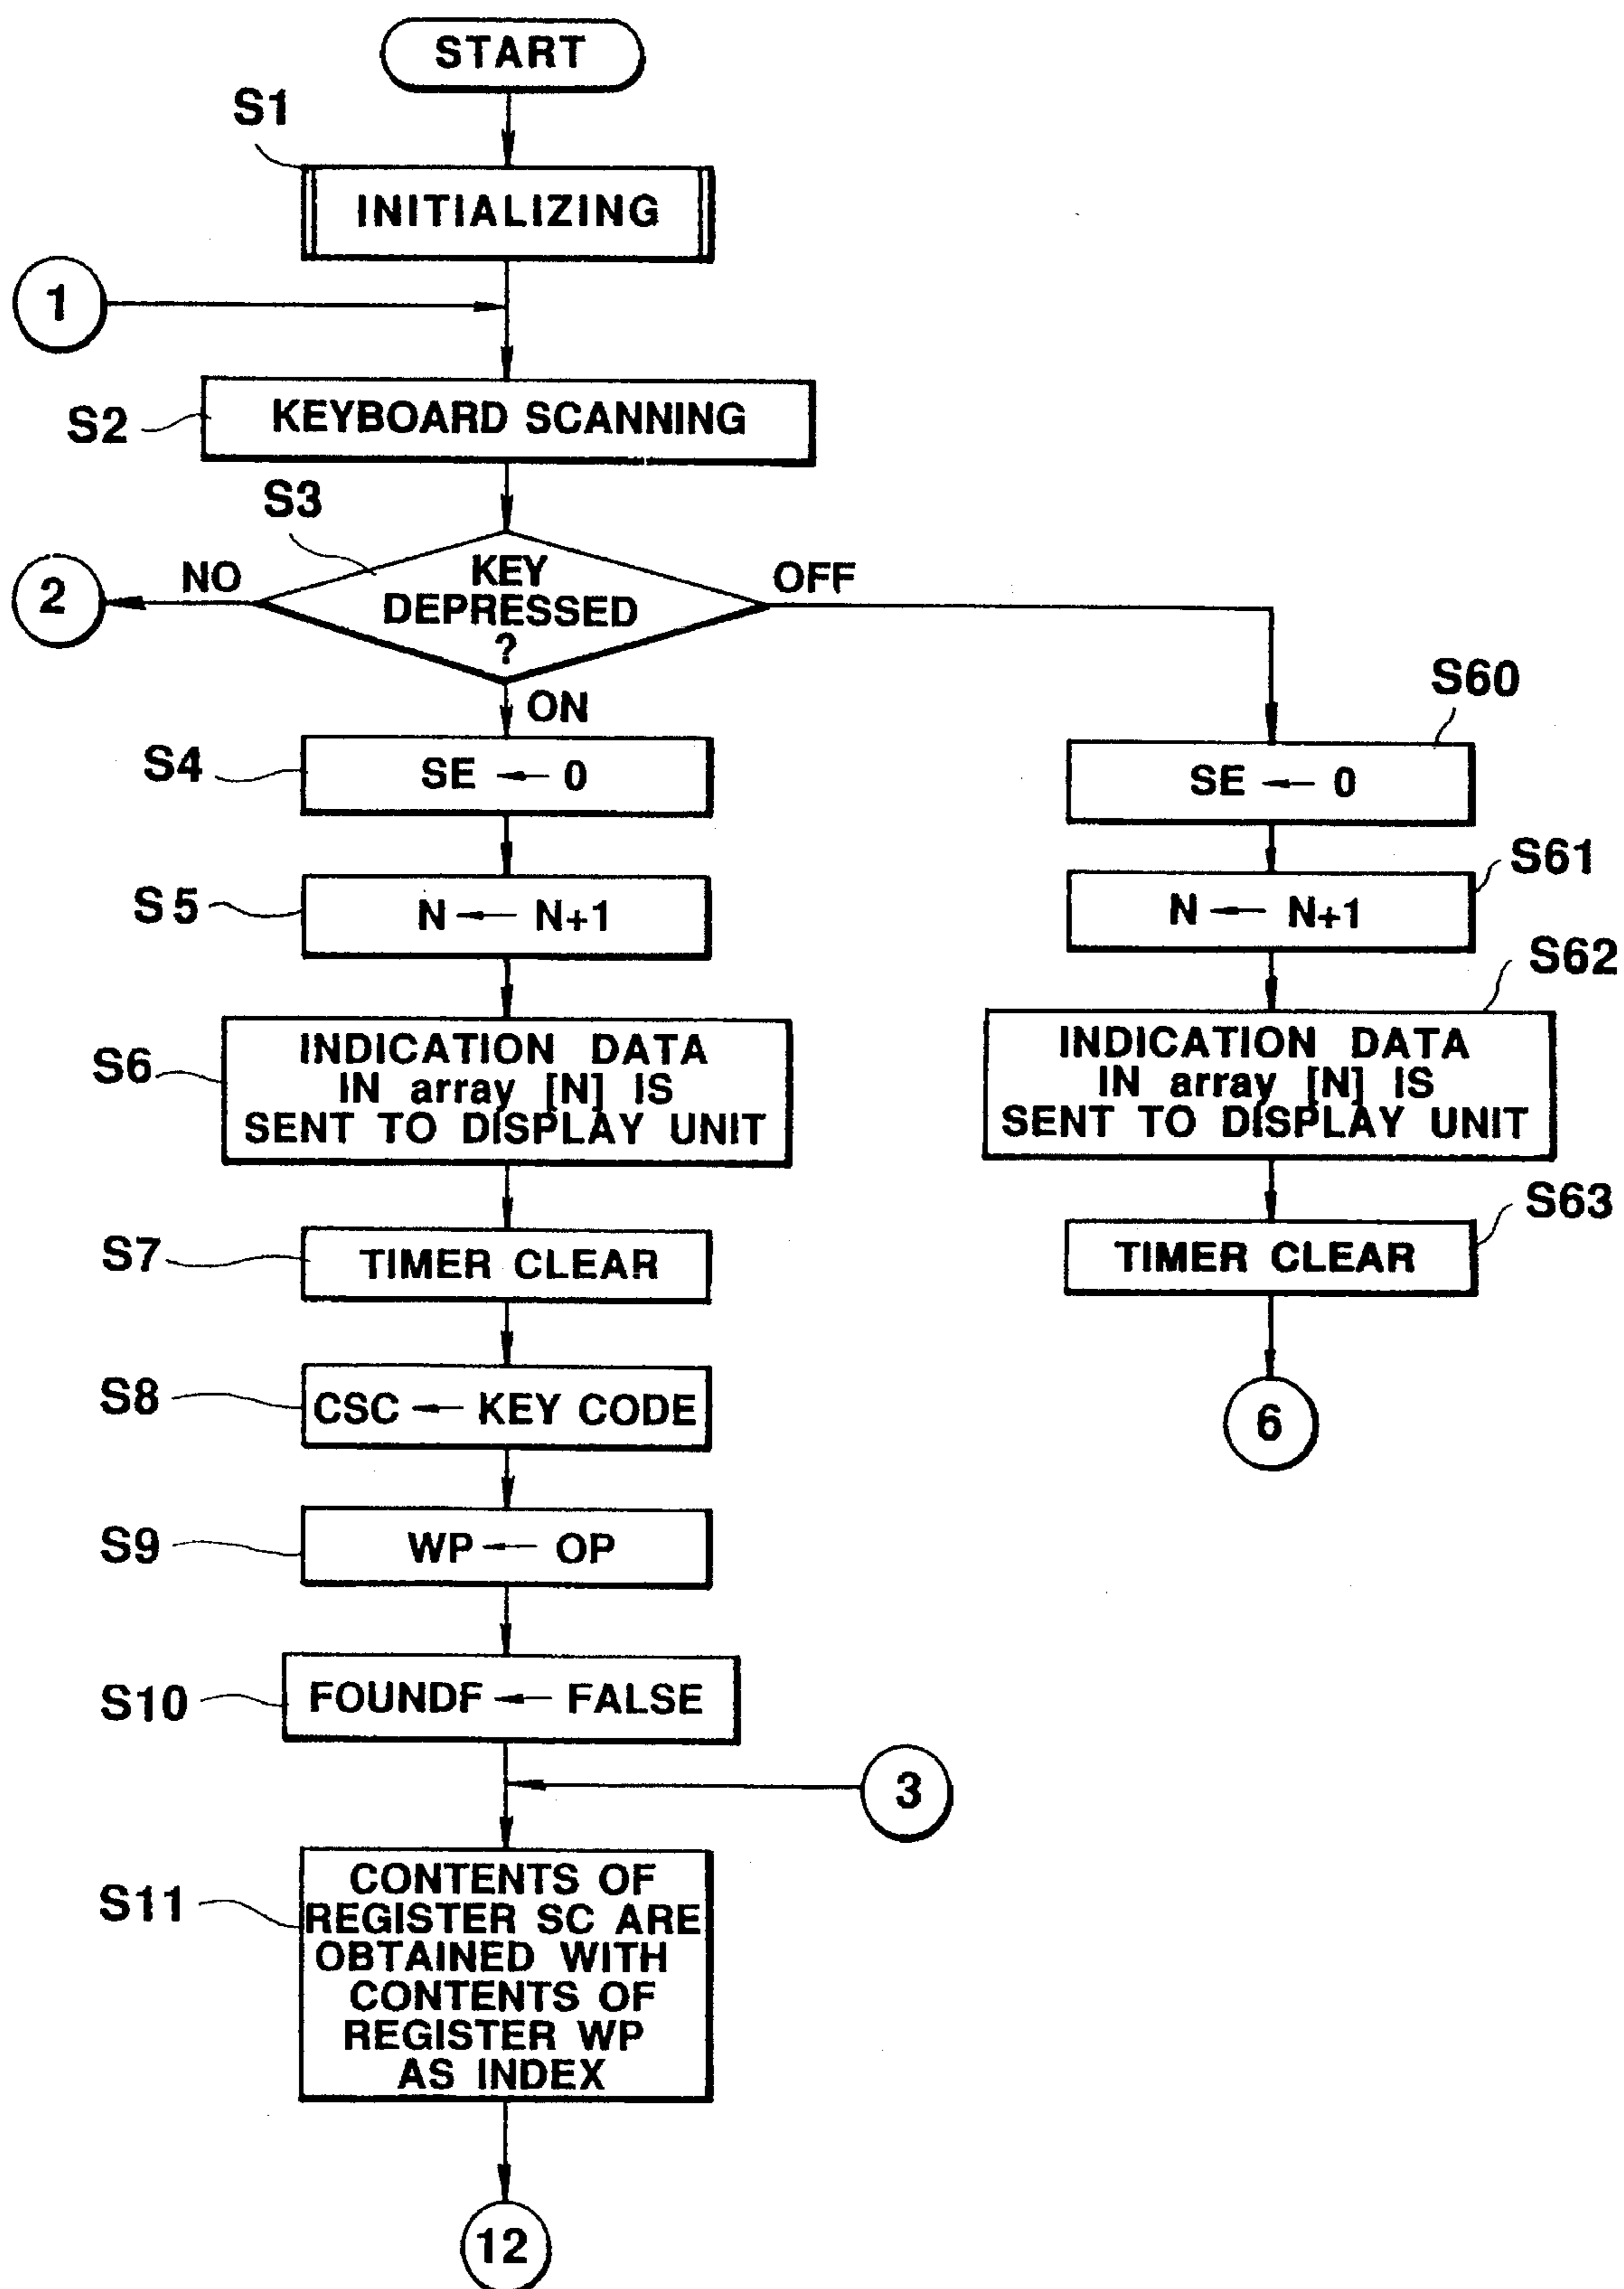 START
S1
INITIALIZING
1
S2
KEYBOARD SCANNING
S3
KEY
DEPRESSED
?
NO
2
OFF
ON
S4
SE ← 0
S5
N ← N+1
S6
INDICATION DATA
IN array [N] IS
SENT TO DISPLAY UNIT
S7
TIMER CLEAR
S8
CSC ← KEY CODE
S9
WP ← OP
S10
FOUNDF ← FALSE
3
S11
CONTENTS OF
REGISTER SC ARE
OBTAINED WITH
CONTENTS OF
REGISTER WP
AS INDEX
12
S60
SE ← 0
S61
N ← N+1
S62
INDICATION DATA
IN array [N] IS
SENT TO DISPLAY UNIT
S63
TIMER CLEAR
6